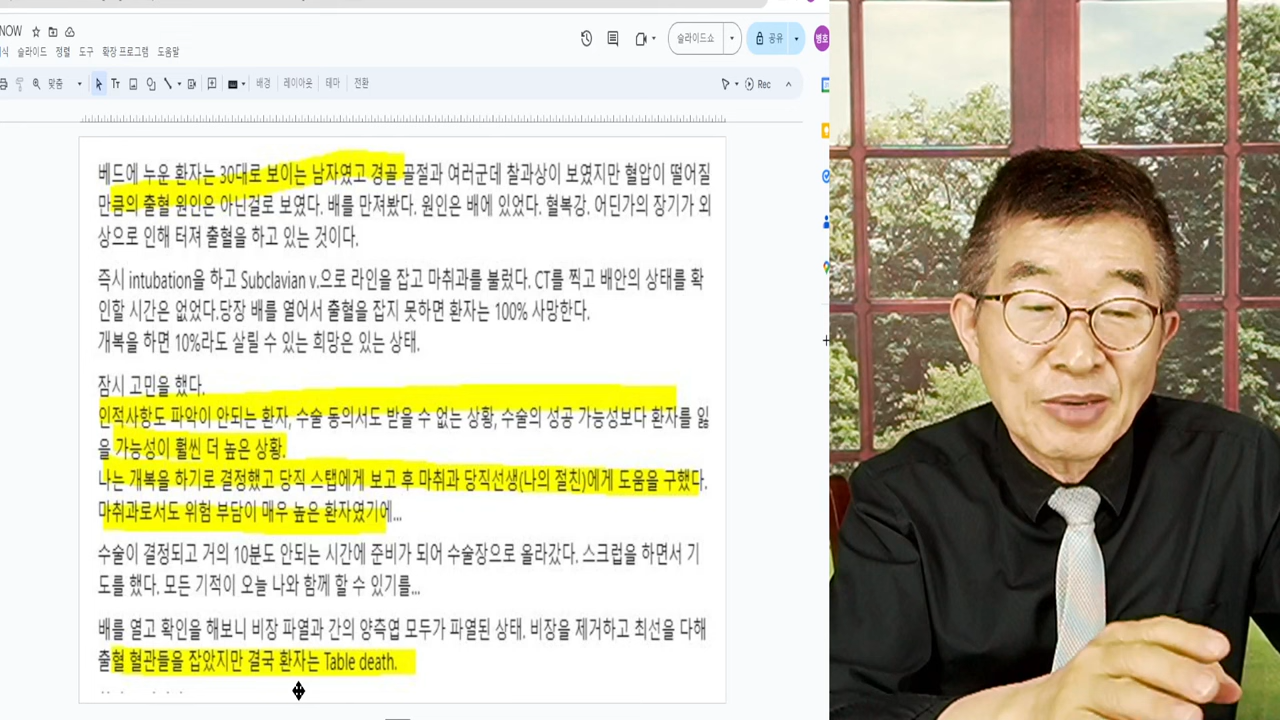 NOW
슬라이드 정렬 도구 확장 프로그램 도움말
슬라이드쇼
공유
병호
맞춤
배경 레이아웃 테마 전환
Rec
베드에 누운 환자는 30대로 보이는 남자였고 경골 골절과 여러군데 찰과상이 보였지만 혈압이 떨어질
만큼의 출혈 원인은 아닌걸로 보였다. 배를 만져봤다. 원인은 배에 있었다. 혈복강. 어딘가의 장기가 외
상으로 인해 터져 출혈을 하고 있는 것이다.
즉시 intubation을 하고 Subclavian v.으로 라인을 잡고 마취과를 불렀다. CT를 찍고 배안의 상태를 확
인할 시간은 없었다.당장 배를 열어서 출혈을 잡지 못하면 환자는 100% 사망한다.
개복을 하면 10%라도 살릴 수 있는 희망은 있는 상태.
잠시 고민을 했다.
인적사항도 파악이 안되는 환자, 수술 동의서도 받을 수 없는 상황, 수술의 성공 가능성보다 환자를 잃
을 가능성이 훨씬 더 높은 상황.
나는 개복을 하기로 결정했고 당직 스탭에게 보고 후 마취과 당직선생(나의 절친)에게 도움을 구했다.
마취과로서도 위험 부담이 매우 높은 환자였기에...
수술이 결정되고 거의 10분도 안되는 시간에 준비가 되어 수술장으로 올라갔다. 스크럽을 하면서 기
도를 했다. 모든 기적이 오늘 나와 함께 할 수 있기를...
배를 열고 확인을 해보니 비장 파열과 간의 양측엽 모두가 파열된 상태. 비장을 제거하고 최선을 다해
출혈 혈관들을 잡았지만 결국 환자는 Table death.